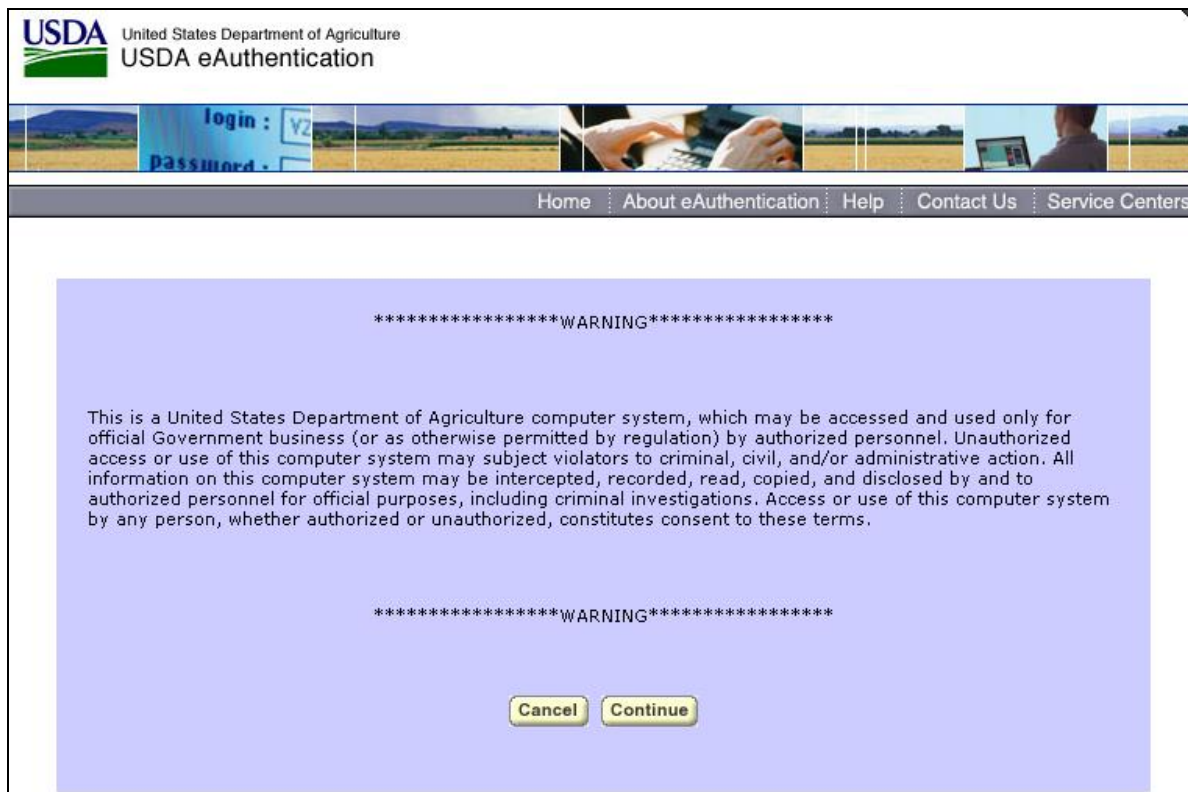 USDA United States Department of Agriculture
USDA eAuthentication
login : VZ
password :
Home About eAuthentication Help Contact Us Service Centers
*****************WARNING*****************
This is a United States Department of Agriculture computer system, which may be accessed and used only for
official Government business (or as otherwise permitted by regulation) by authorized personnel. Unauthorized
access or use of this computer system may subject violators to criminal, civil, and/or administrative action. All
information on this computer system may be intercepted, recorded, read, copied, and disclosed by and to
authorized personnel for official purposes, including criminal investigations. Access or use of this computer system
by any person, whether authorized or unauthorized, constitutes consent to these terms.
*****************WARNING*****************
Cancel Continue